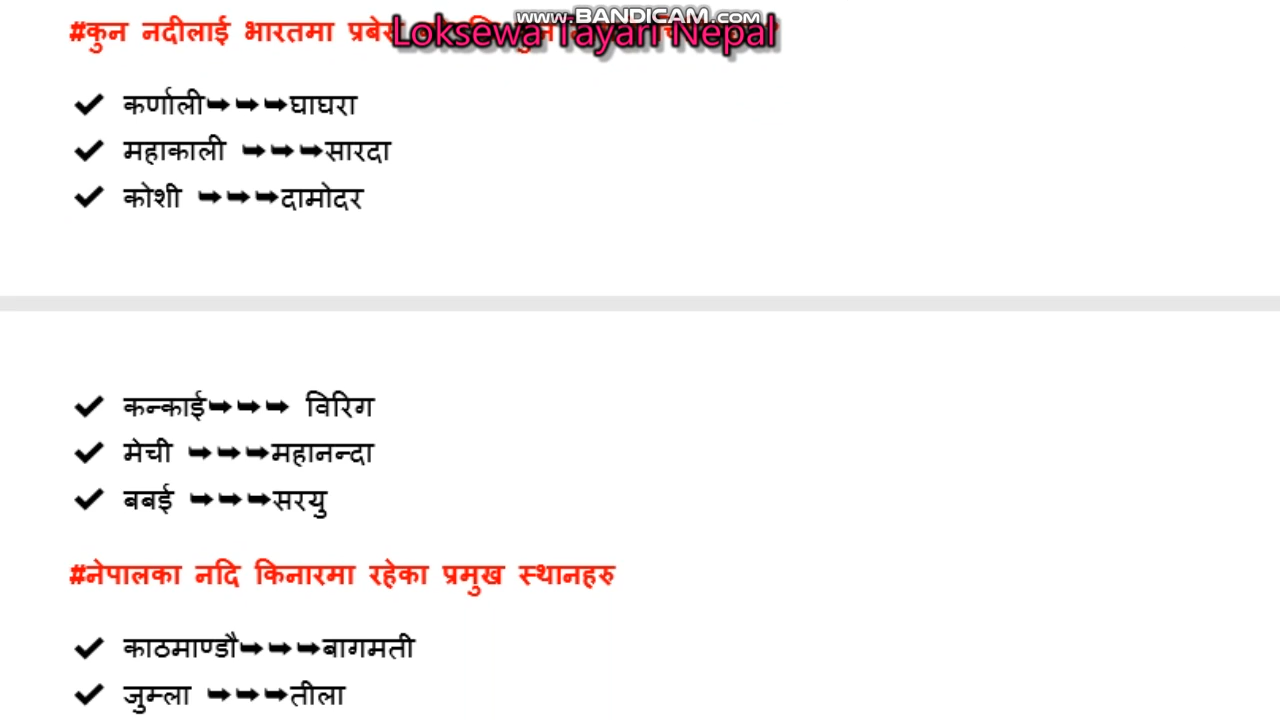 www.BANDICAM.com
Loksewa Tayari Nepal
#कुन नदीलाई भारतमा
कर्णाली➥➥➥घाघरा
महाकाली ➥➥➥सारदा
कोशी ➥➥➥दामोदर
कन्काई➥➥➥ विरिग
मेची ➥➥➥महानन्दा
बबई ➥➥➥सरयु
#नेपालका नदि किनारमा रहेका प्रमुख स्थानहरु
काठमाण्डौ➥➥➥बागमती
जुम्ला ➥➥➥तीला